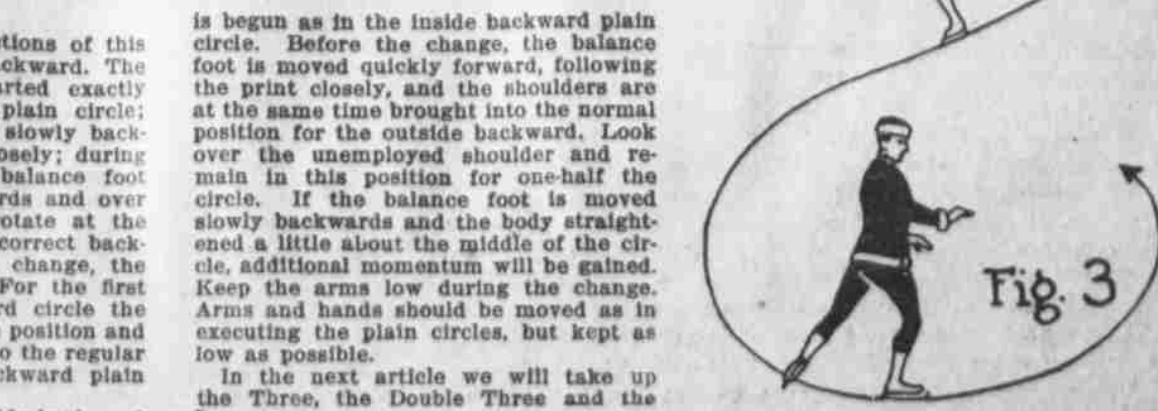 tions of this
ckward. The
rted exactly
plain circle;
slowly back-
osely; during
balance foot
rds and over
otate at the
correct back-
change, the
For the first
rd circle the
position and
o the regular
ckward plain
is begun as in the inside backward plain
circle. Before the change, the balance
foot is moved quickly forward, following
the print closely, and the shoulders are
at the same time brought into the normal
position for the outside backward. Look
over the unemployed shoulder and re-
main in this position for one-half the
circle. If the balance foot is moved
slowly backwards and the body straight-
ened a little about the middle of the cir-
cle, additional momentum will be gained.
Keep the arms low during the change.
Arms and hands should be moved as in
executing the plain circles, but kept as
low as possible.
In the next article we will take up
the Three, the Double Three and the
Fig. 3